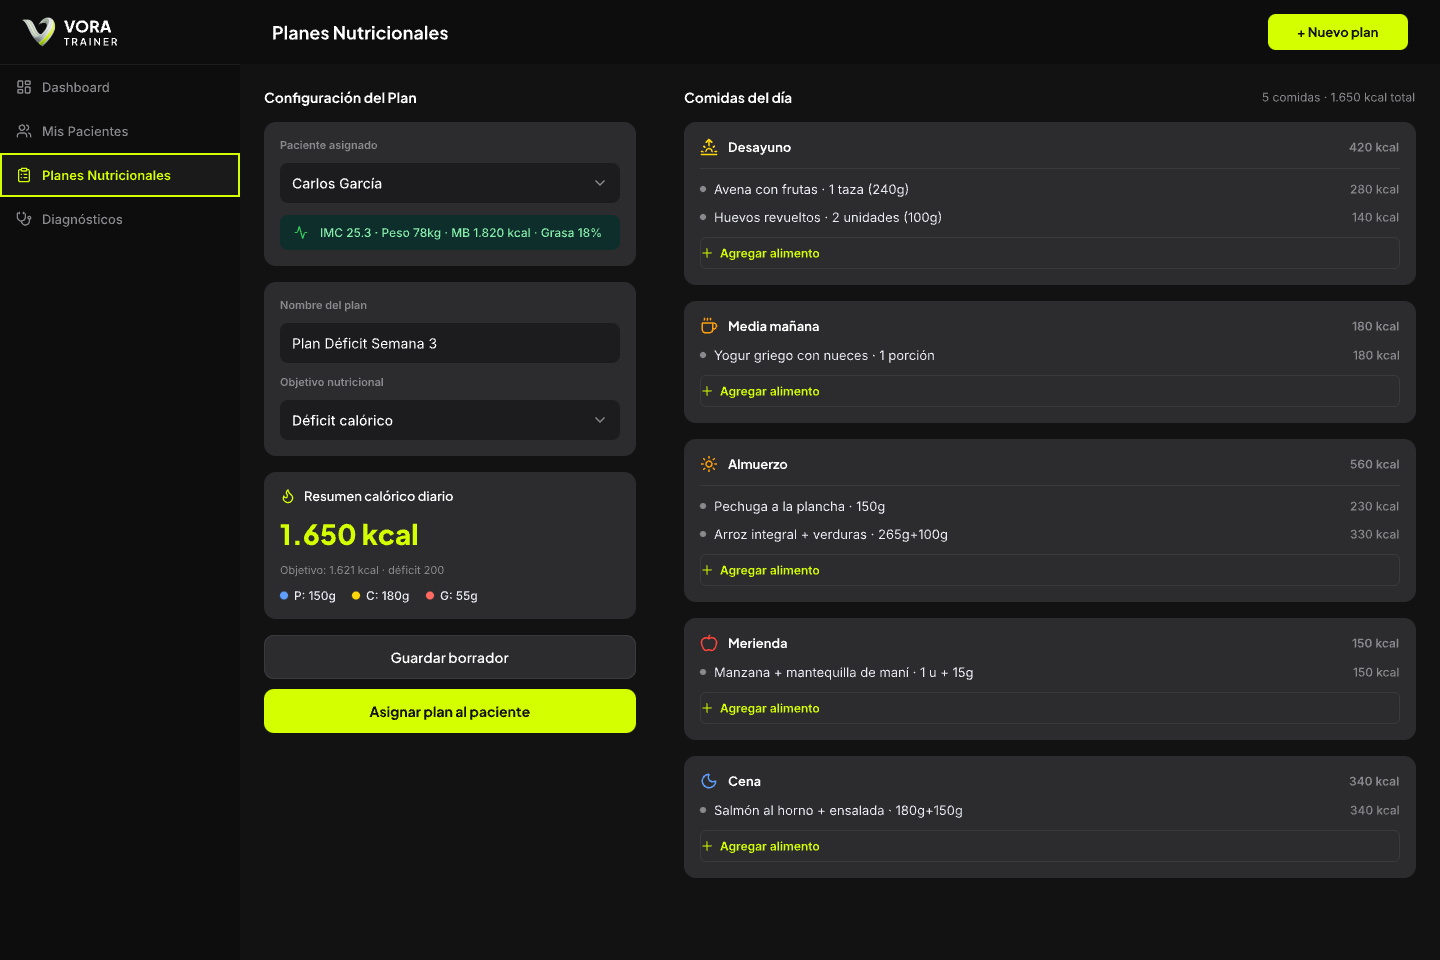 VORA
TRAINER
Planes Nutricionales
+ Nuevo plan
Dashboard
Mis Pacientes
Planes Nutricionales
Diagnósticos
Configuración del Plan
Paciente asignado
Carlos García
IMC 25.3 · Peso 78kg · MB 1.820 kcal · Grasa 18%
Nombre del plan
Plan Déficit Semana 3
Objetivo nutricional
Déficit calórico
Resumen calórico diario
1.650 kcal
Objetivo: 1.621 kcal · déficit 200
P: 150g C: 180g G: 55g
Guardar borrador
Asignar plan al paciente
Comidas del día 5 comidas · 1.650 kcal total
Desayuno 420 kcal
Avena con frutas · 1 taza (240g) 280 kcal
Huevos revueltos · 2 unidades (100g) 140 kcal
+ Agregar alimento
Media mañana 180 kcal
Yogur griego con nueces · 1 porción 180 kcal
+ Agregar alimento
Almuerzo 560 kcal
Pechuga a la plancha · 150g 230 kcal
Arroz integral + verduras · 265g+100g 330 kcal
+ Agregar alimento
Merienda 150 kcal
Manzana + mantequilla de maní · 1 u + 15g 150 kcal
+ Agregar alimento
Cena 340 kcal
Salmón al horno + ensalada · 180g+150g 340 kcal
+ Agregar alimento